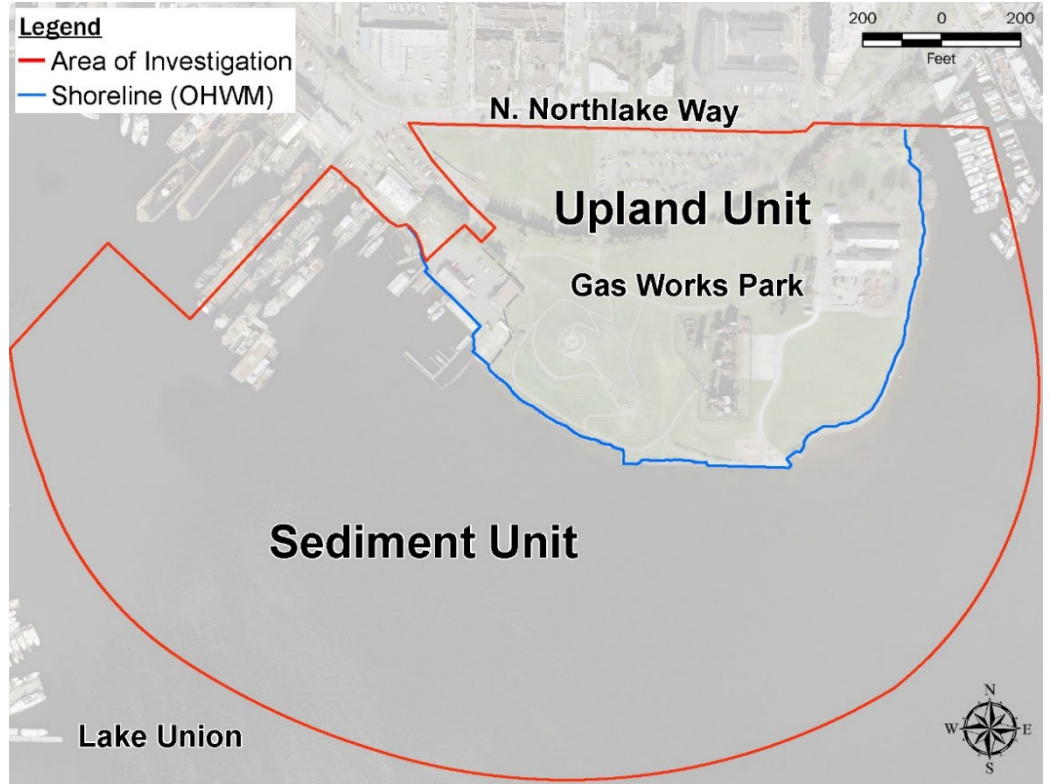 Legend
Area of Investigation
Shoreline (OHWM)
200 0 200
Feet
N. Northlake Way
Upland Unit
Gas Works Park
Sediment Unit
Lake Union
N
W E
S